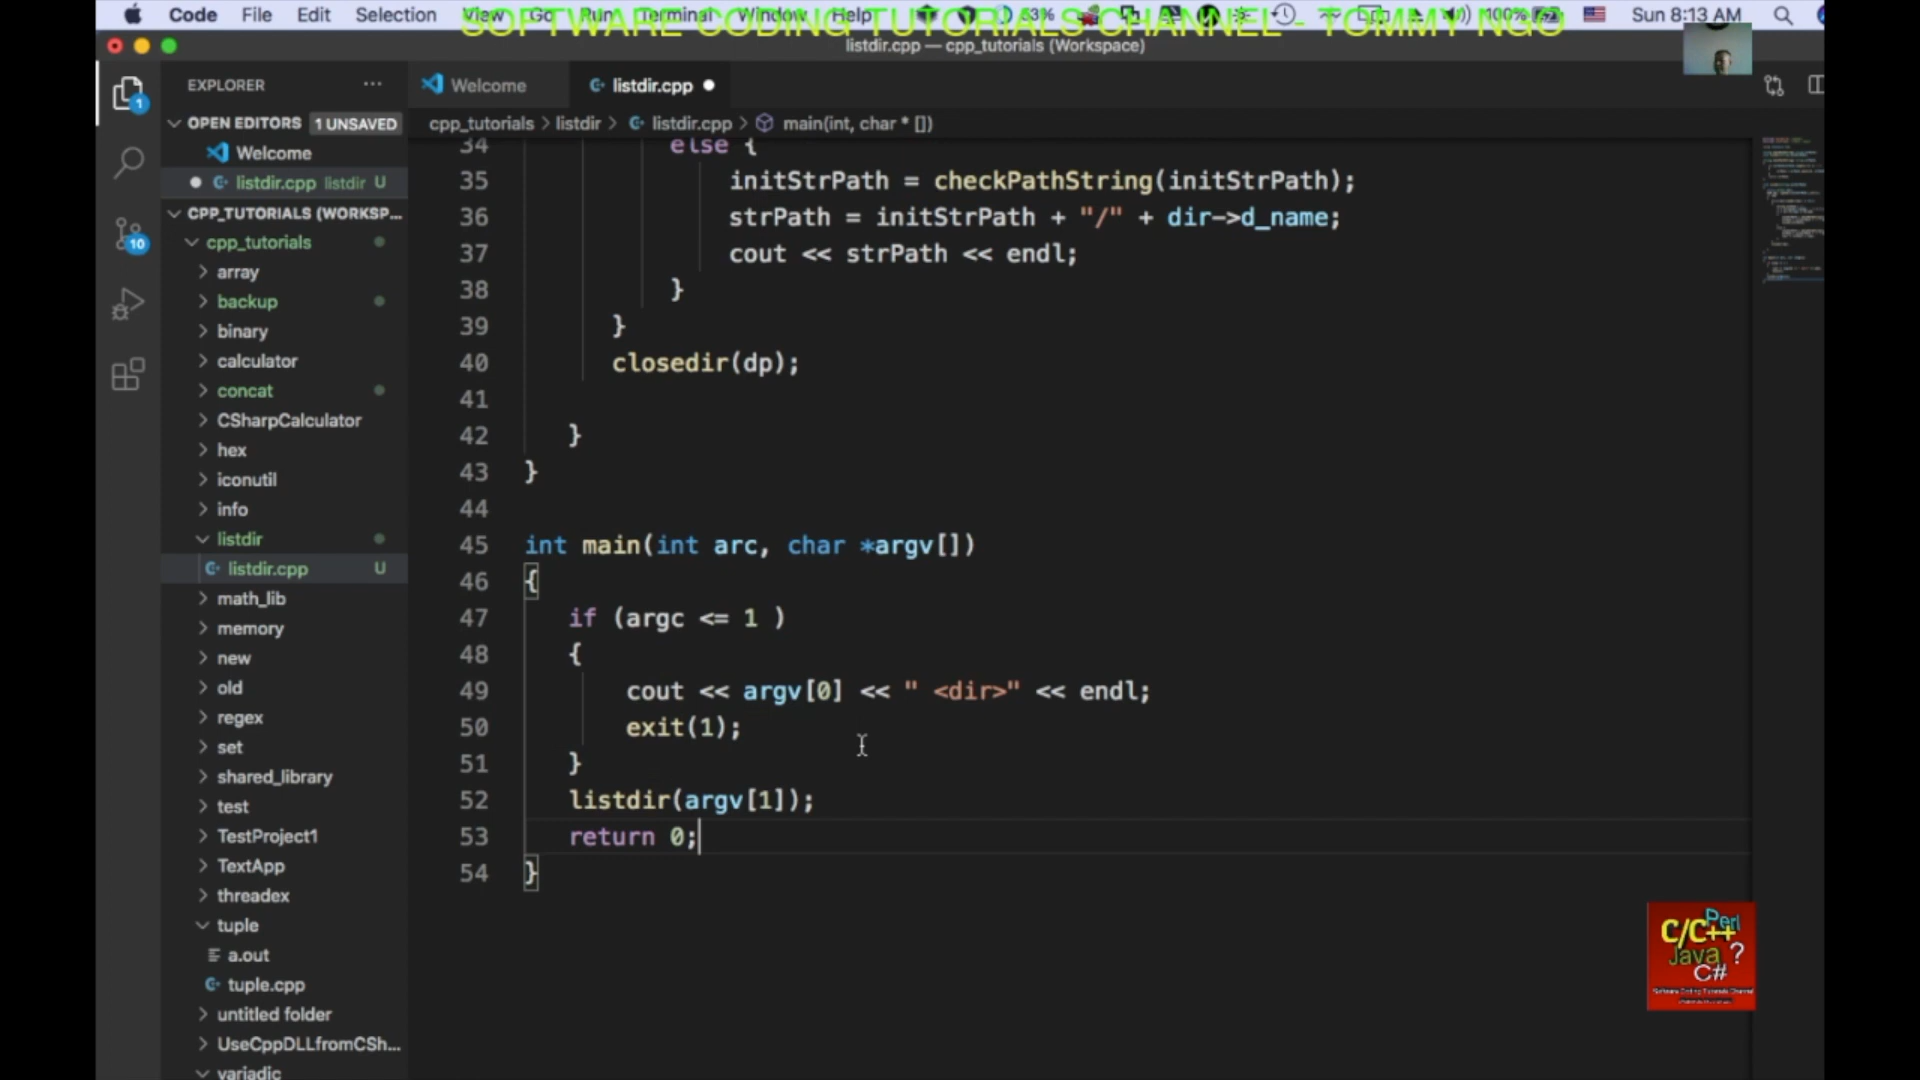 Code File Edit Selection View Go Run Terminal Window Help 53% 100% Sun 8:13 AM
SOFTWARE CODING TUTORIALS CHANNEL - TOMMY NGO
listdir.cpp — cpp_tutorials (Workspace)
EXPLORER ···
Welcome
listdir.cpp
OPEN EDITORS 1 UNSAVED
cpp_tutorials > listdir > listdir.cpp > main(int, char * [])
Welcome
listdir.cpp listdir U
CPP_TUTORIALS (WORKSP...
cpp_tutorials
array
backup
binary
calculator
concat
CSharpCalculator
hex
iconutil
info
listdir
listdir.cpp U
math_lib
memory
new
old
regex
set
shared_library
test
TestProject1
TextApp
threadex
tuple
a.out
tuple.cpp
untitled folder
UseCppDLLfromCSh...
variadic
1
10
34 else {
35 initStrPath = checkPathString(initStrPath);
36 strPath = initStrPath + "/" + dir->d_name;
37 cout << strPath << endl;
38 }
39 }
40 closedir(dp);
41
42 }
43 }
44
45 int main(int arc, char *argv[])
46 {
47 if (argc <= 1 )
48 {
49 cout << argv[0] << " <dir>" << endl;
50 exit(1);
51 }
52 listdir(argv[1]);
53 return 0;
54 }
C/C++ Perl
Java ?
C#
Software Coding Tutorials Channel